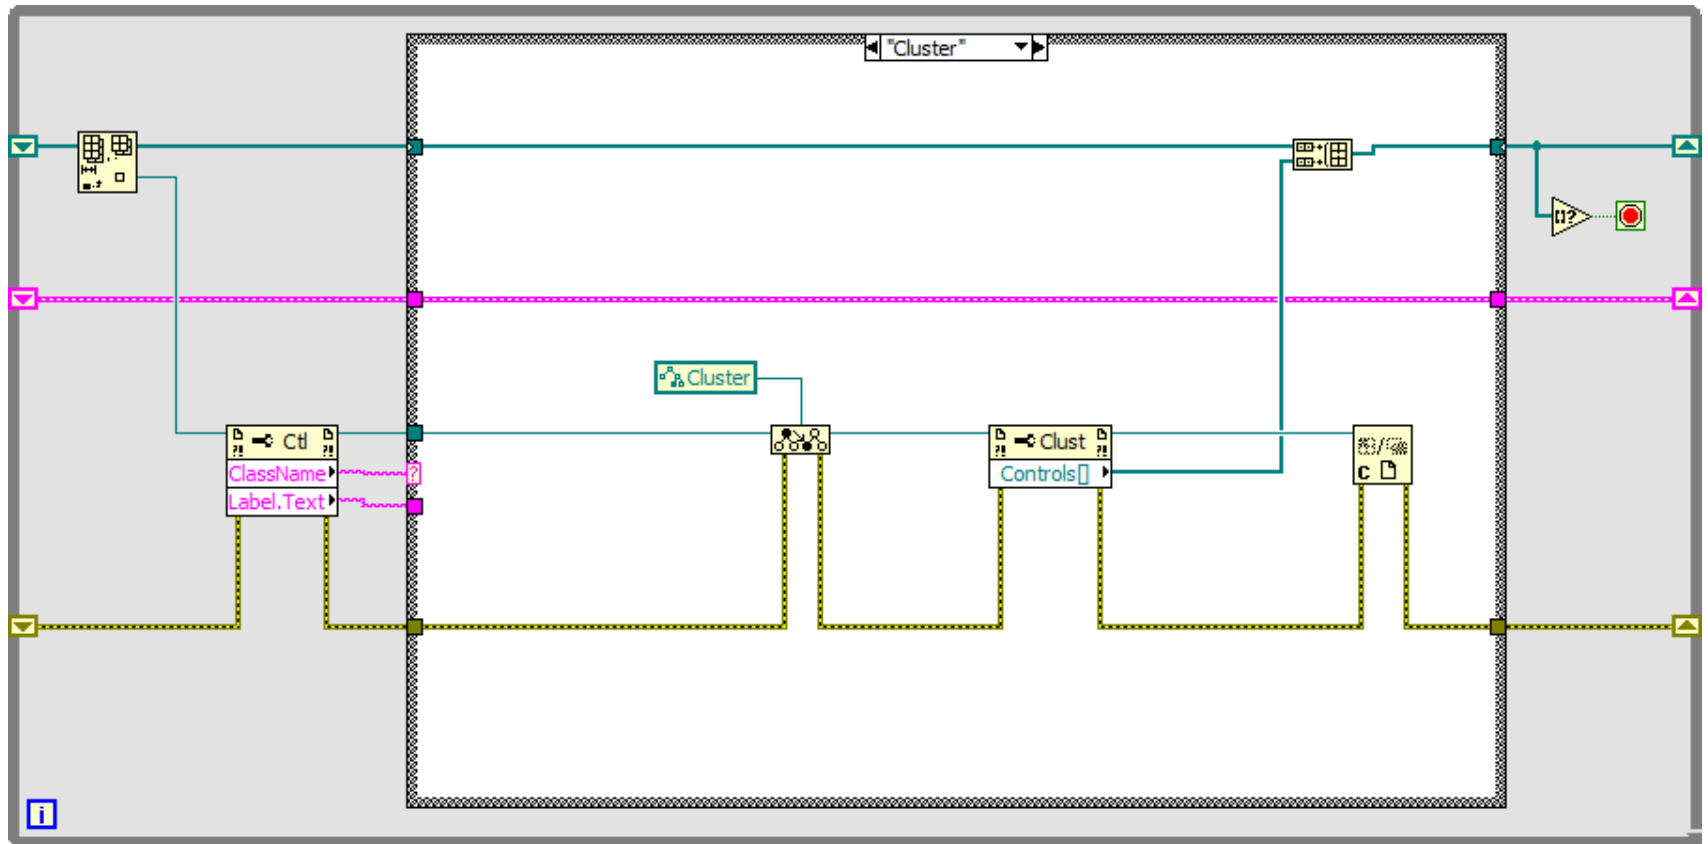 "Cluster"
[]?
Cluster
?! Ctl ?!
ClassName
?
Label.Text
?! Clust ?!
Controls[]
C
i